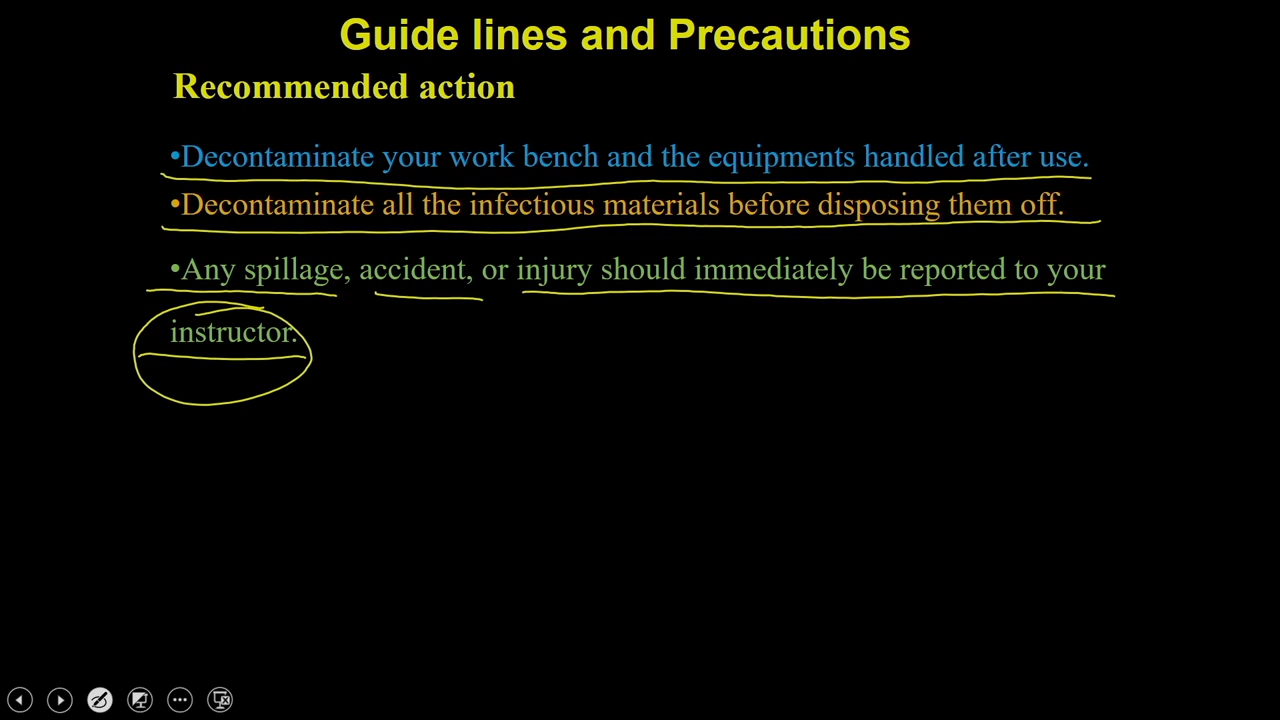 Guide lines and Precautions
Recommended action
•Decontaminate your work bench and the equipments handled after use.
•Decontaminate all the infectious materials before disposing them off.
•Any spillage, accident, or injury should immediately be reported to your
instructor.